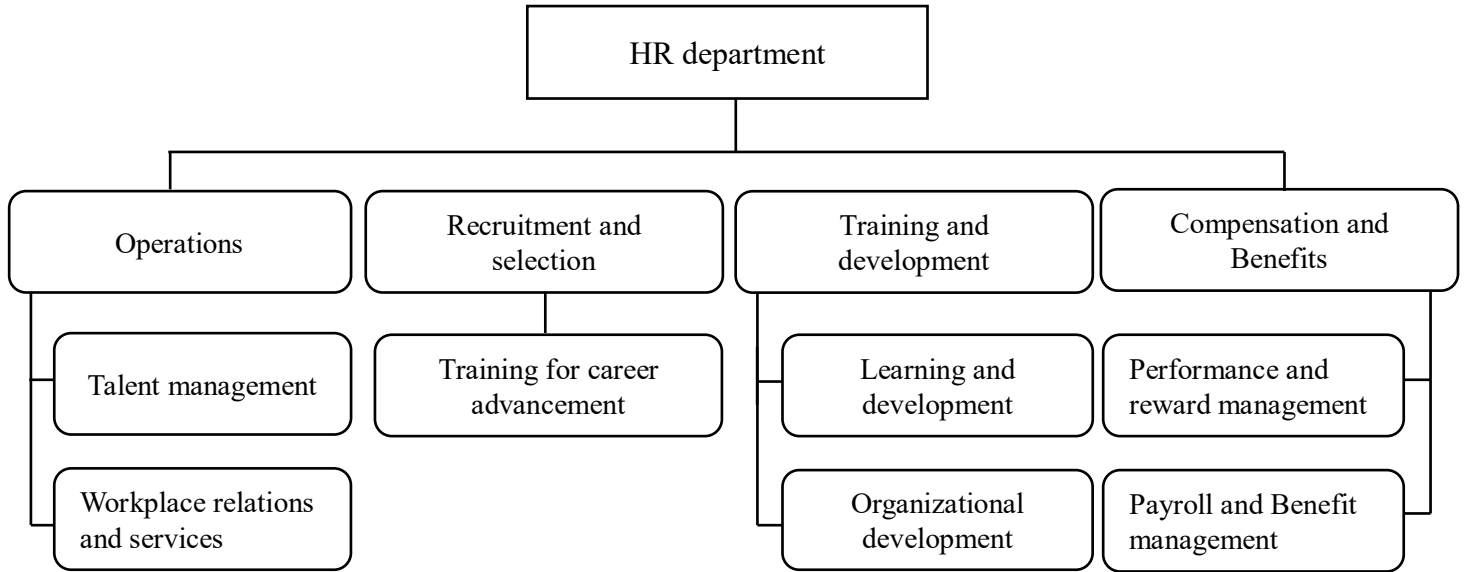 HR department
Operations
Recruitment and
selection
Training and
development
Compensation and
Benefits
Talent management
Training for career
advancement
Learning and
development
Performance and
reward management
Workplace relations
and services
Organizational
development
Payroll and Benefit
management